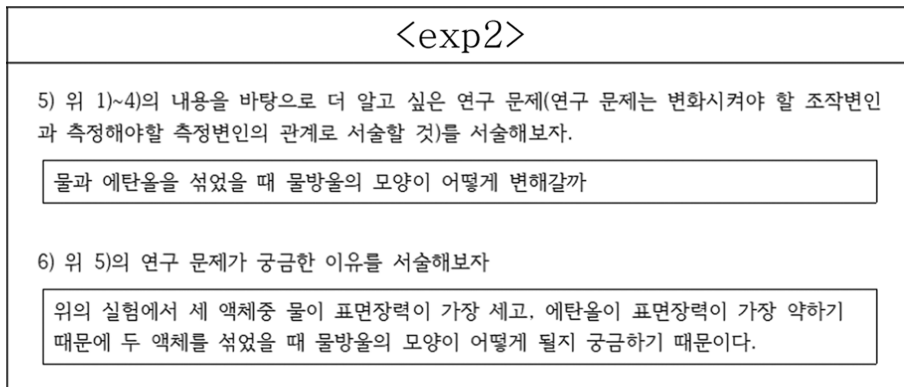 <exp2>
5) 위 1)~4)의 내용을 바탕으로 더 알고 싶은 연구 문제(연구 문제는 변화시켜야 할 조작변인
과 측정해야할 측정변인의 관계로 서술할 것)를 서술해보자.
물과 에탄올을 섞었을 때 물방울의 모양이 어떻게 변해갈까
6) 위 5)의 연구 문제가 궁금한 이유를 서술해보자
위의 실험에서 세 액체중 물이 표면장력이 가장 세고, 에탄올이 표면장력이 가장 약하기
때문에 두 액체를 섞었을 때 물방울의 모양이 어떻게 될지 궁금하기 때문이다.